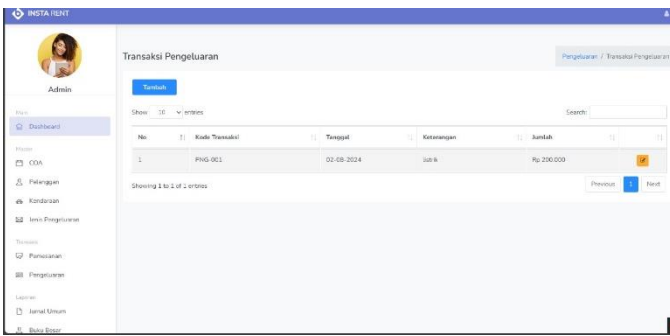 INSTA RENT
Admin
Main
Dashboard
Master
COA
Pelanggan
Kendaraan
Jenis Pengeluaran
Transaksi
Pemesanan
Pengeluaran
Laporan
Jurnal Umum
Buku Besar
Transaksi Pengeluaran
Pengeluaran / Transaksi Pengeluaran
Tambah
Show 10 entries
Search:
No Kode Transaksi Tanggal Keterangan Jumlah
1 PNG-001 02-08-2024 listrik Rp 200.000
Showing 1 to 1 of 1 entries
Previous 1 Next